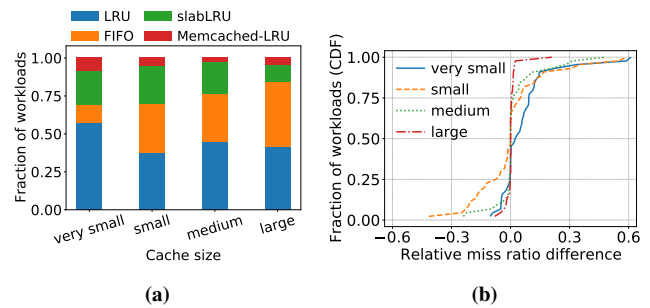 LRU
slabLRU
FIFO
Memcached-LRU
Fraction of workloads
1.00
0.75
0.50
0.25
0.00
very small
small
medium
large
Cache size
(a)
Fraction of workloads (CDF)
1.00
0.75
0.50
0.25
0.00
very small
small
medium
large
−0.6
−0.3
0.0
0.3
0.6
Relative miss ratio difference
(b)